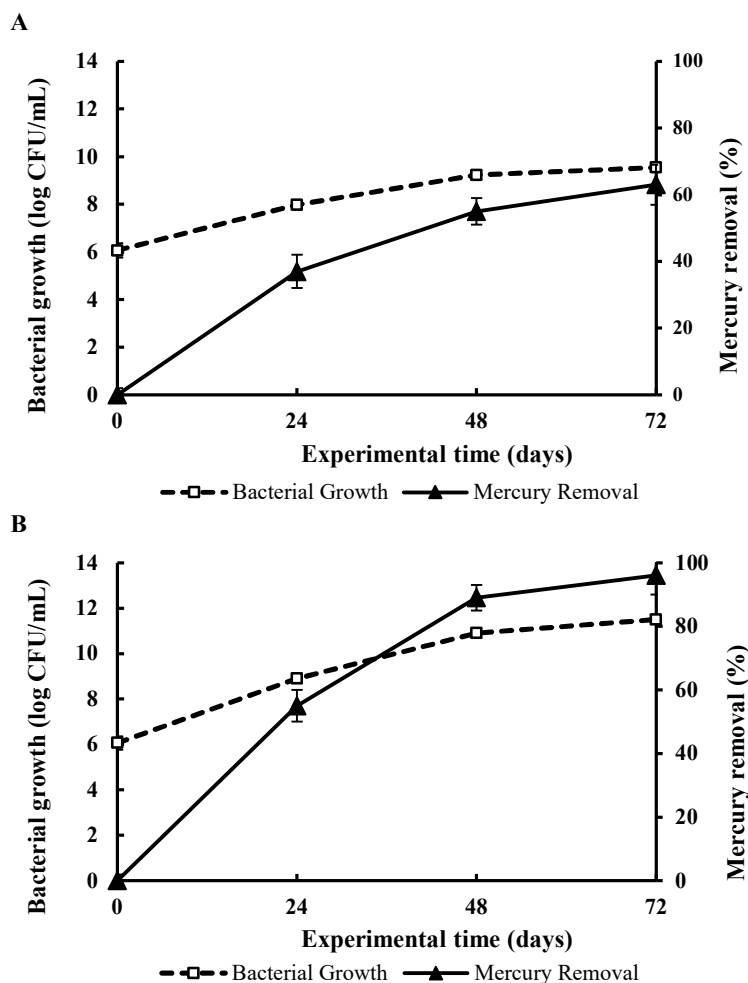 A
Bacterial growth (log CFU/mL)
14
12
10
8
6
4
2
0
100
80
60
40
20
0
Mercury removal (%)
0 24 48 72
Experimental time (days)
Bacterial Growth Mercury Removal
B
Bacterial growth (log CFU/mL)
14
12
10
8
6
4
2
0
100
80
60
40
20
0
Mercury removal (%)
0 24 48 72
Experimental time (days)
Bacterial Growth Mercury Removal